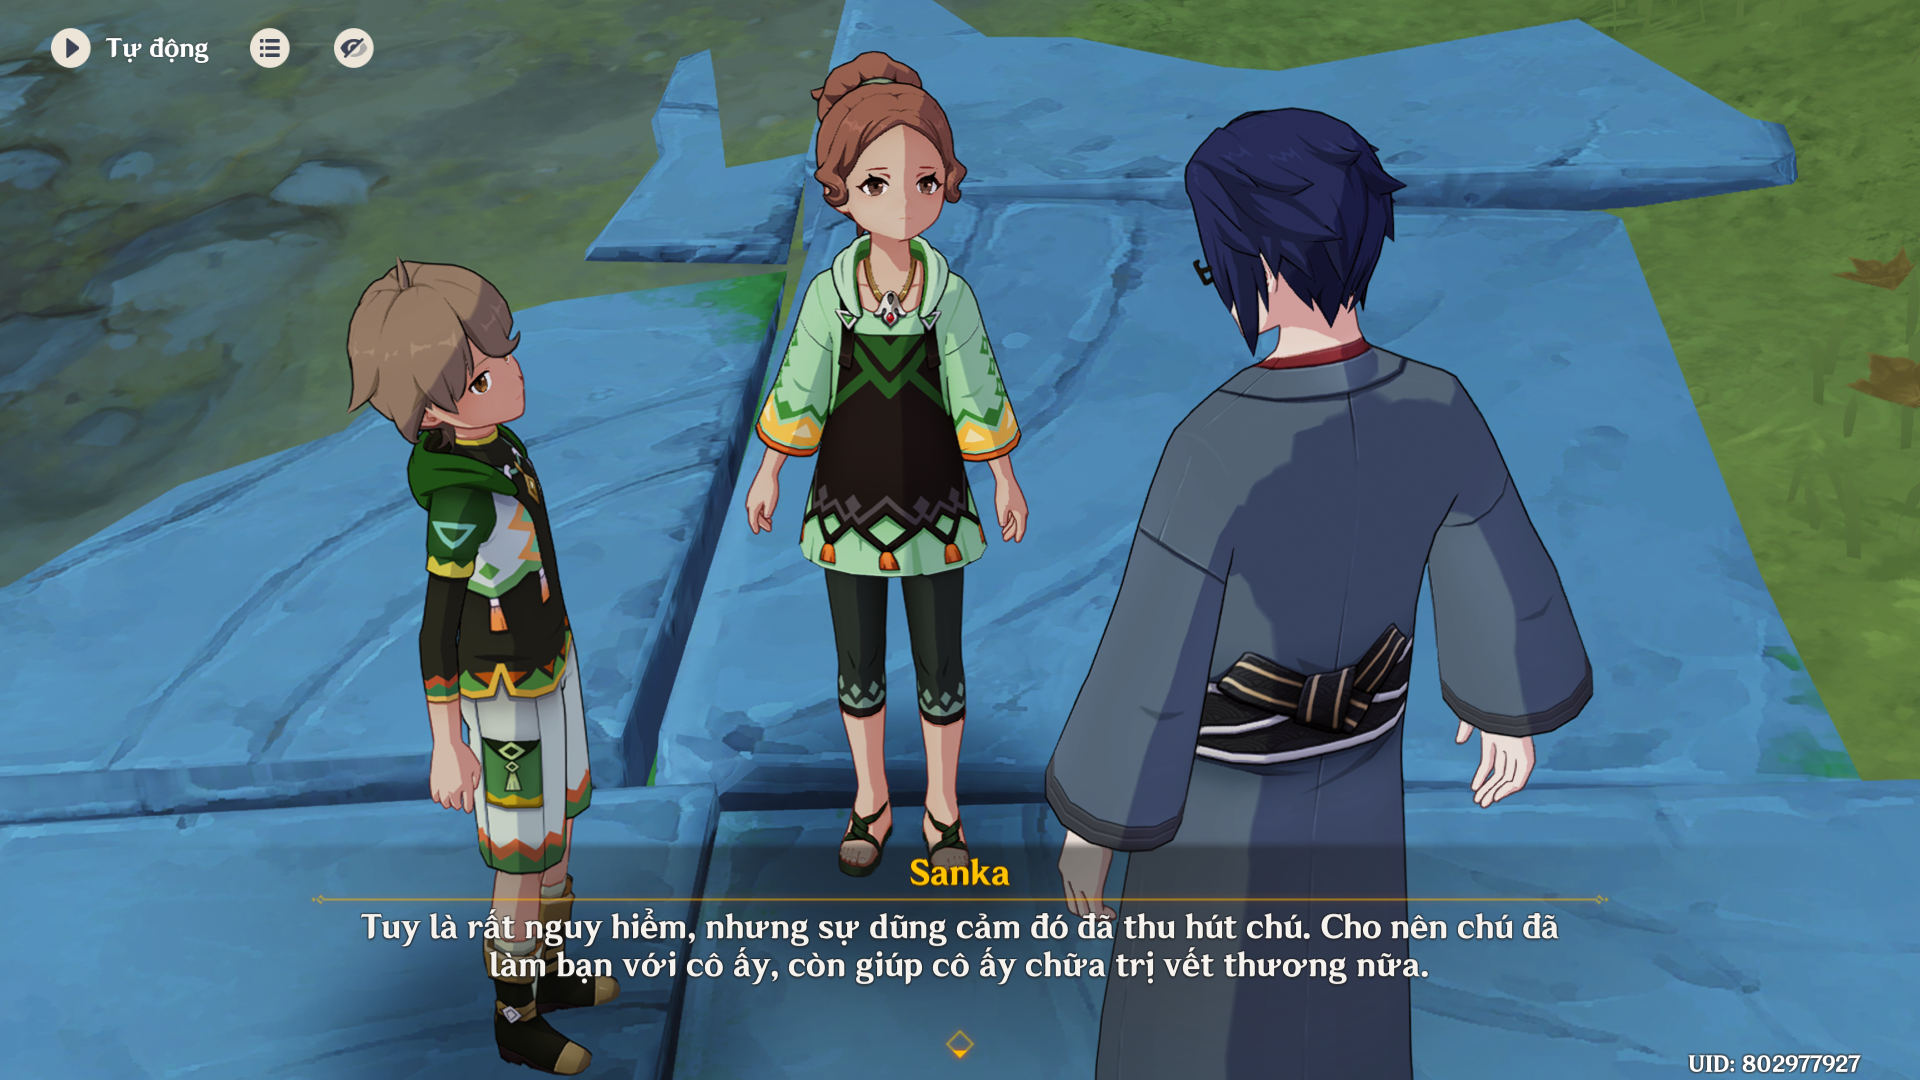 Tự động
Sanka
Tuy là rất nguy hiểm, nhưng sự dũng cảm đó đã thu hút chú. Cho nên chú đã
làm bạn với cô ấy, còn giúp cô ấy chữa trị vết thương nữa.
UID: 802977927